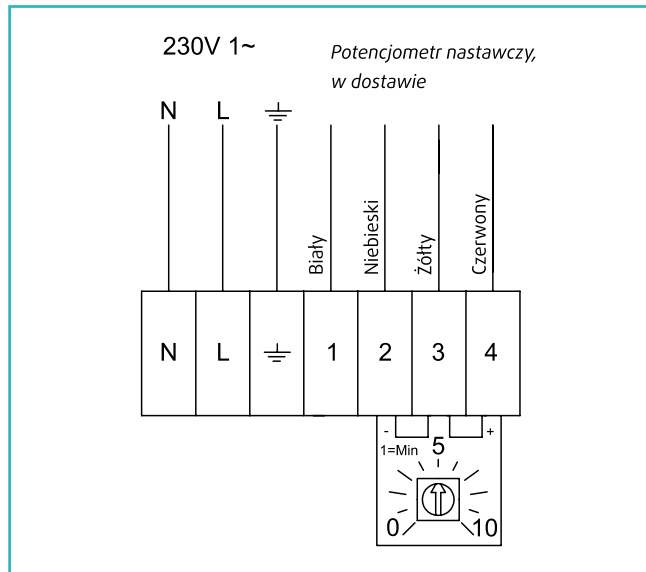 230V 1~
Potencjometr nastawczy,
w dostawie
N L
Biały Niebieski Żółty Czerwony
N L 1 2 3 4
- +
1=Min 5
0 10